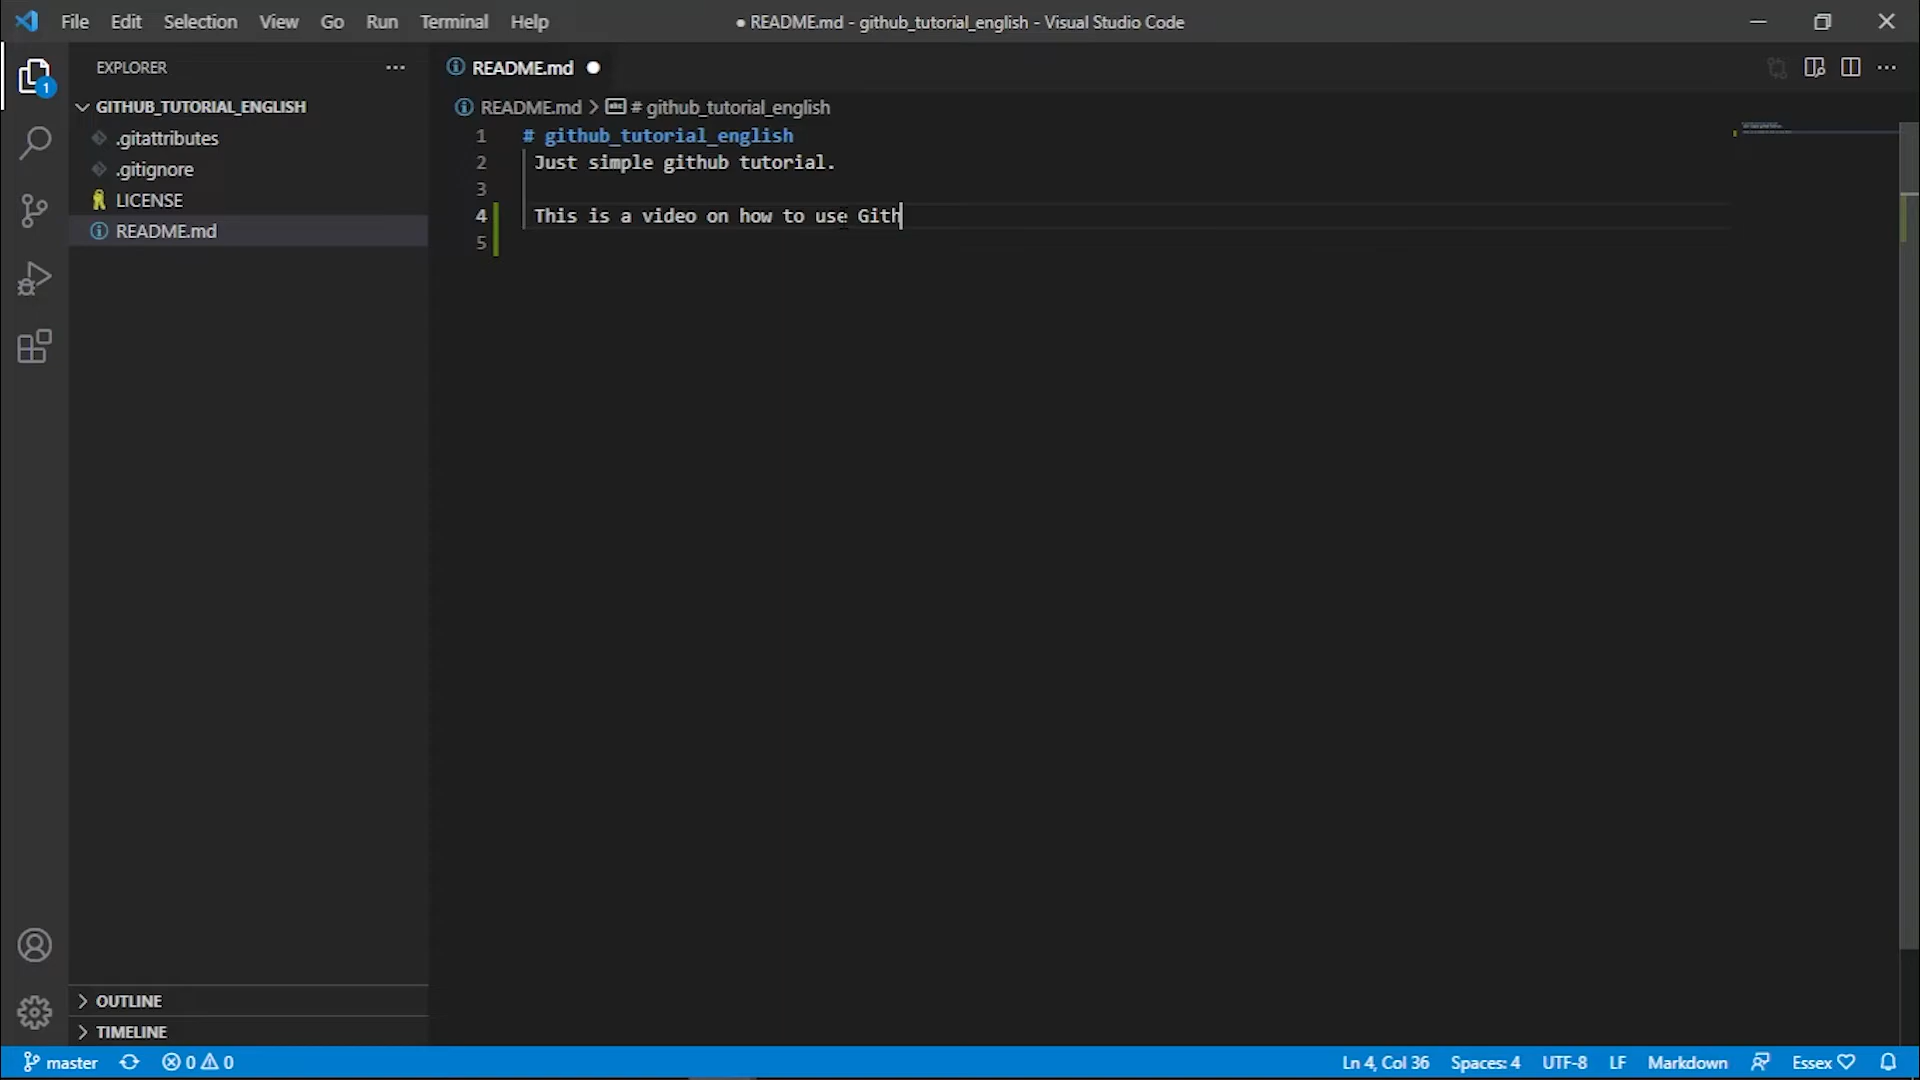 File Edit Selection View Go Run Terminal Help ● README.md - github_tutorial_english - Visual Studio Code
EXPLORER
README.md
1
GITHUB_TUTORIAL_ENGLISH
README.md > # github_tutorial_english
.gitattributes
.gitignore
LICENSE
README.md
1 # github_tutorial_english
2 Just simple github tutorial.
3
4 This is a video on how to use Gith
5
OUTLINE
TIMELINE
master 0 0 Ln 4, Col 36 Spaces: 4 UTF-8 LF Markdown Essex